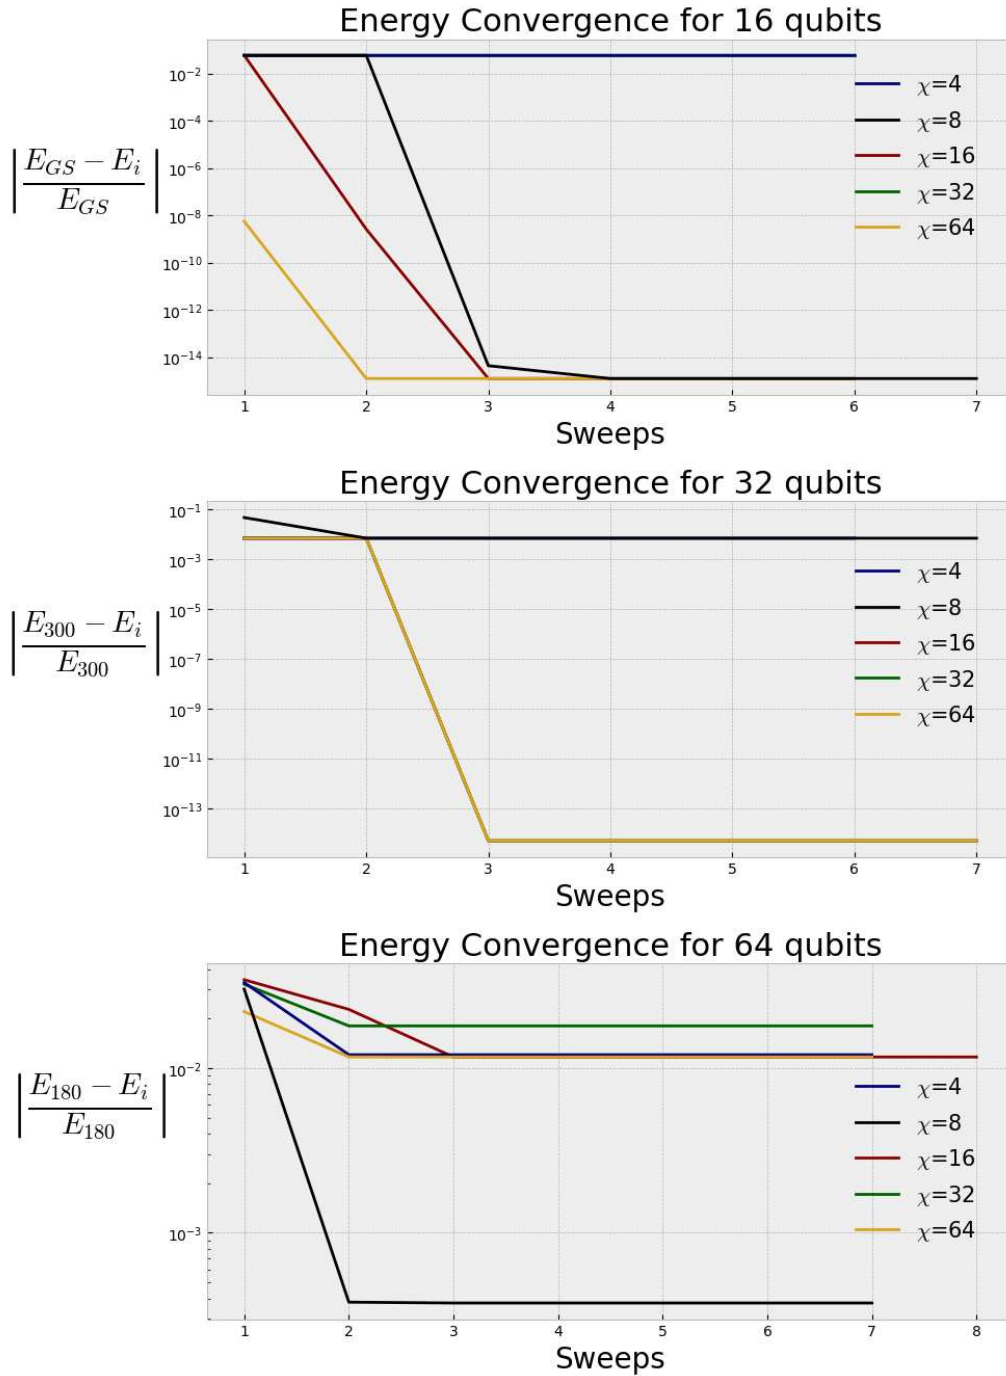 Energy Convergence for 16 qubits
10⁻²
10⁻⁴
10⁻⁶
10⁻⁸
10⁻¹⁰
10⁻¹²
10⁻¹⁴
|E_GS − E_i / E_GS|
χ=4
χ=8
χ=16
χ=32
χ=64
1 2 3 4 5 6 7
Sweeps
Energy Convergence for 32 qubits
10⁻¹
10⁻³
10⁻⁵
10⁻⁷
10⁻⁹
10⁻¹¹
10⁻¹³
|E_300 − E_i / E_300|
χ=4
χ=8
χ=16
χ=32
χ=64
1 2 3 4 5 6 7
Sweeps
Energy Convergence for 64 qubits
10⁻²
10⁻³
|E_180 − E_i / E_180|
χ=4
χ=8
χ=16
χ=32
χ=64
1 2 3 4 5 6 7 8
Sweeps